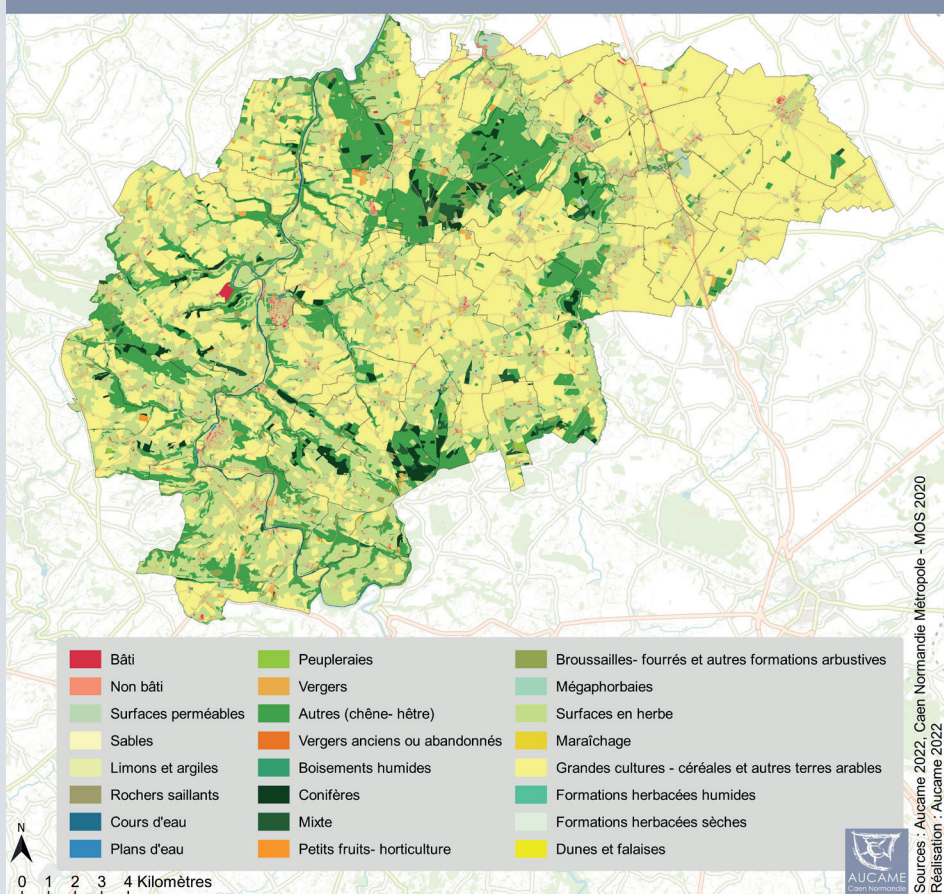 Bâti
Non bâti
Surfaces perméables
Sables
Limons et argiles
Rochers saillants
Cours d'eau
Plans d'eau
Peupleraies
Vergers
Autres (chêne- hêtre)
Vergers anciens ou abandonnés
Boisements humides
Conifères
Mixte
Petits fruits- horticulture
Broussailles- fourrés et autres formations arbustives
Mégaphorbaies
Surfaces en herbe
Maraîchage
Grandes cultures - céréales et autres terres arables
Formations herbacées humides
Formations herbacées sèches
Dunes et falaises
N
0 1 2 3 4 Kilomètres
AUCAME
Caen Normandie
Sources : Aucame 2022, Caen Normandie Métropole - MOS 2020
Réalisation : Aucame 2022